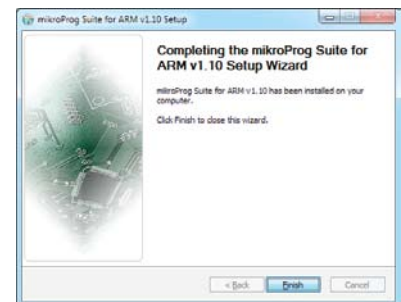 mikroProg Suite for ARM v1.10 Setup
Completing the mikroProg Suite for
ARM v1.10 Setup Wizard
mikroProg Suite for ARM v1.10 has been installed on your
computer.
Click Finish to close this wizard.
< Back
Finish
Cancel